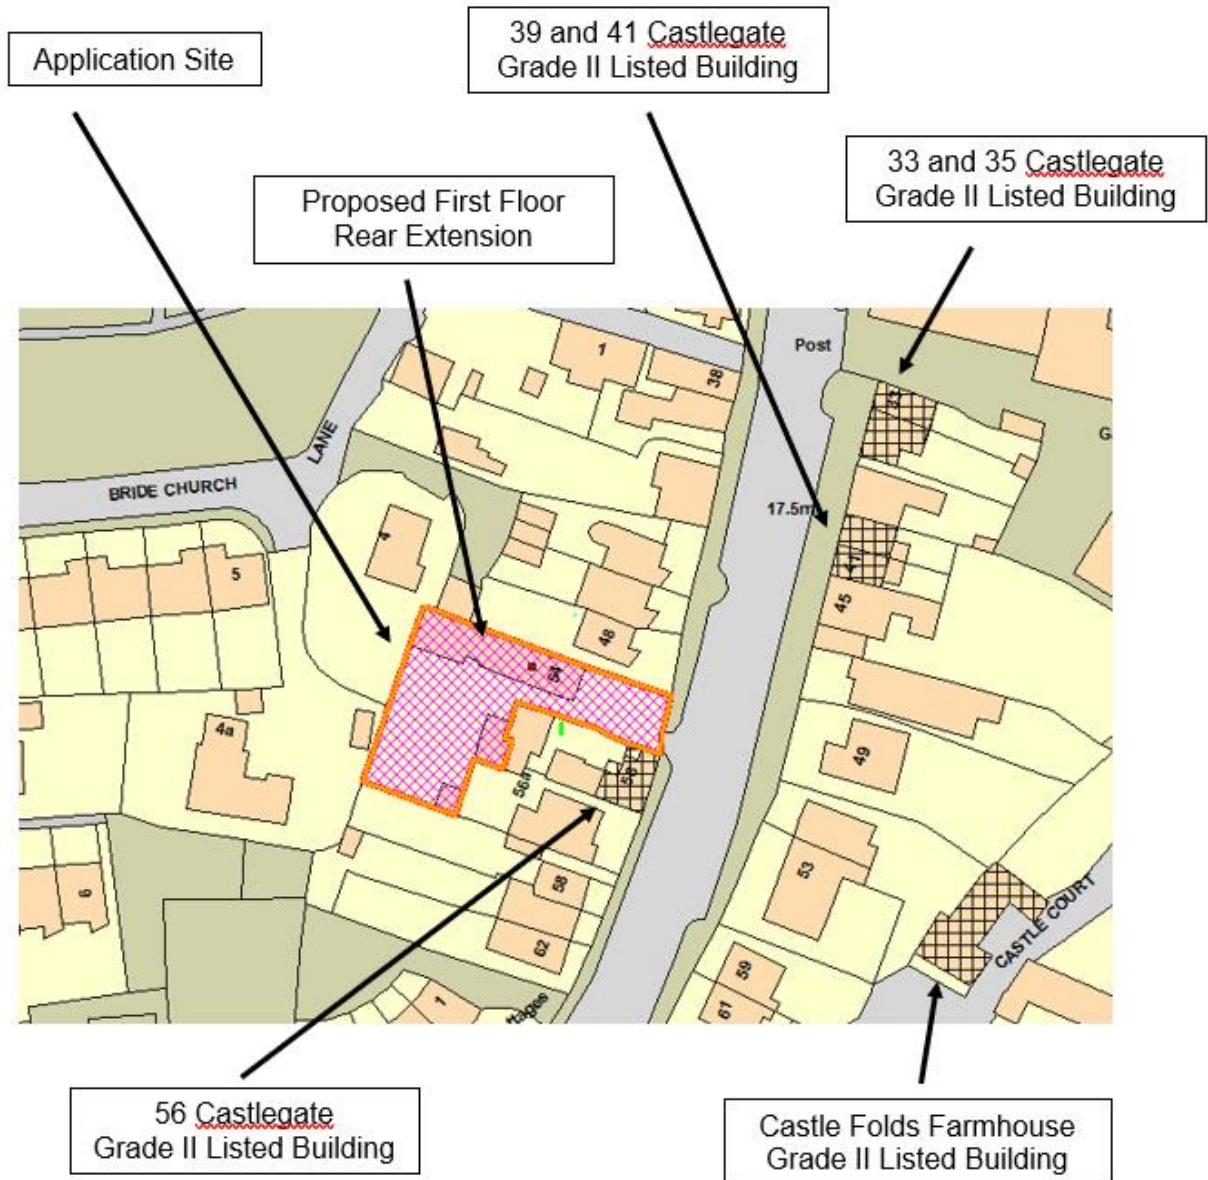 39 and 41 Castlegate
Grade II Listed Building
Application Site
33 and 35 Castlegate
Grade II Listed Building
Proposed First Floor
Rear Extension
Post
1
38
33
LANE
BRIDE CHURCH
17.5m
4
41
5
45
48
54
4a
49
56a
56
53
6
58
62
CASTLE COURT
59
61
1
ttages
56 Castlegate
Grade II Listed Building
Castle Folds Farmhouse
Grade II Listed Building